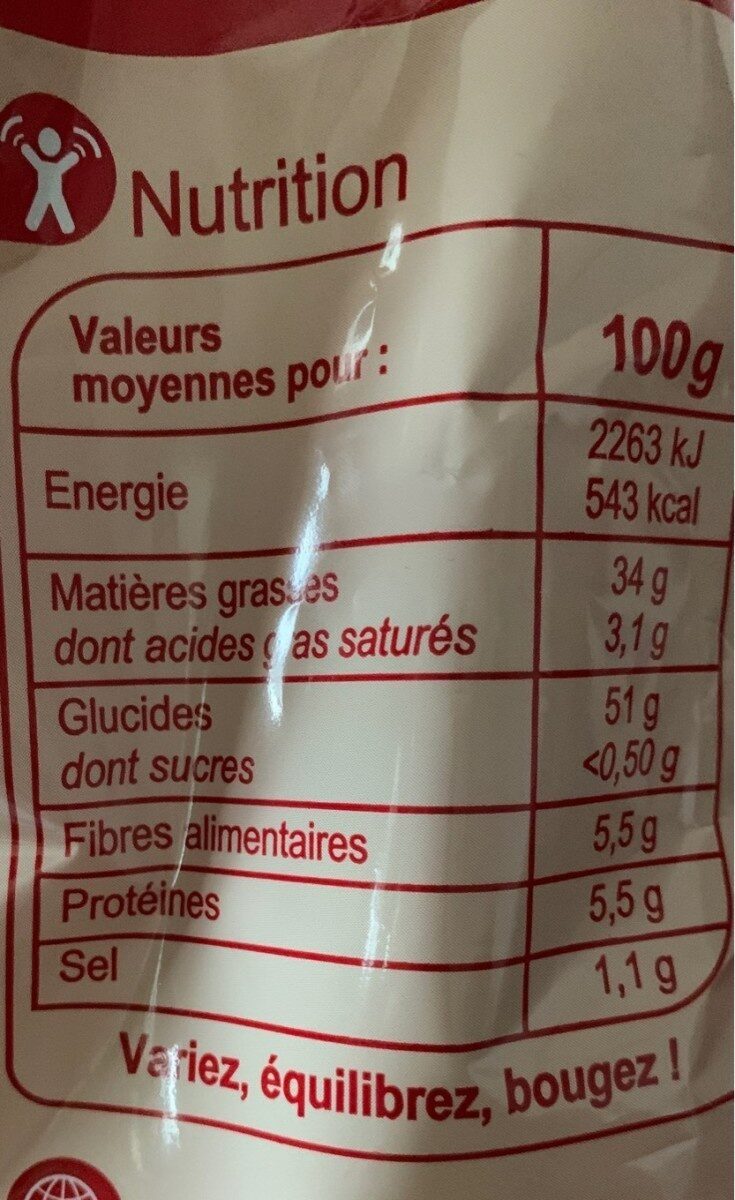 Nutrition
Valeurs
moyennes pour :
100g
Energie
2263 kJ
543 kcal
Matières grasses
34 g
dont acides gras saturés
3,1 g
Glucides
51 g
dont sucres
<0,50 g
Fibres alimentaires
5,5 g
Protéines
5,5 g
Sel
1,1 g
Variez, équilibrez, bougez !